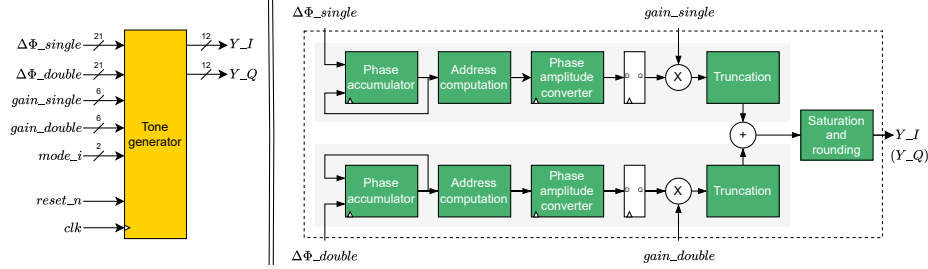 ΔΦ_single
21
ΔΦ_double
21
gain_single
6
gain_double
6
mode_i
2
reset_n
clk
Tone
generator
12
Y_I
12
Y_Q
ΔΦ_single
gain_single
Phase
accumulator
Address
computation
Phase
amplitude
converter
D Q
X
Truncation
+
Saturation
and
rounding
Y_I
(Y_Q)
Phase
accumulator
Address
computation
Phase
amplitude
converter
D Q
X
Truncation
ΔΦ_double
gain_double